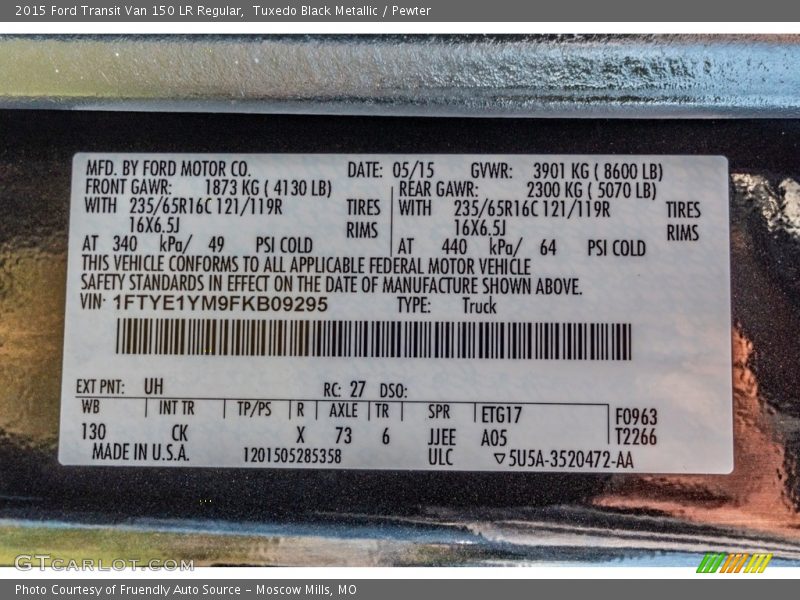 2015 Ford Transit Van 150 LR Regular, Tuxedo Black Metallic / Pewter
MFD. BY FORD MOTOR CO. DATE: 05/15 GVWR: 3901 KG ( 8600 LB)
FRONT GAWR: 1873 KG ( 4130 LB) REAR GAWR: 2300 KG ( 5070 LB)
WITH 235/65R16C 121/119R TIRES WITH 235/65R16C 121/119R TIRES
16X6.5J RIMS 16X6.5J RIMS
AT 340 kPa/ 49 PSI COLD AT 440 kPa/ 64 PSI COLD
THIS VEHICLE CONFORMS TO ALL APPLICABLE FEDERAL MOTOR VEHICLE
SAFETY STANDARDS IN EFFECT ON THE DATE OF MANUFACTURE SHOWN ABOVE.
VIN: 1FTYE1YM9FKB09295 TYPE: Truck
EXT PNT: UH RC: 27 DSO:
WB INT TR TP/PS R AXLE TR SPR ETG17 F0963
130 CK X 73 6 JJEE A05 T2266
MADE IN U.S.A. 1201505285358 ULC 5U5A-3520472-AA
GTCARLOT.COM
Photo Courtesy of Fruendly Auto Source – Moscow Mills, MO